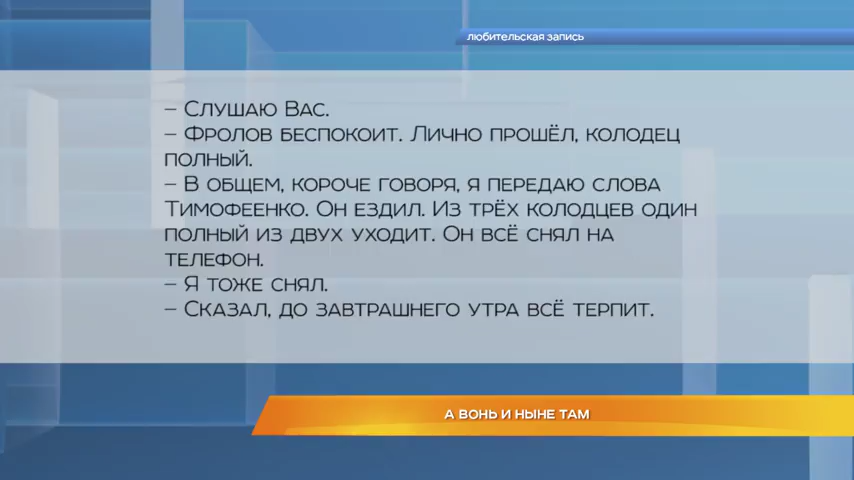 любительская запись
– Слушаю Вас.
– Фролов беспокоит. Лично прошёл, колодец
полный.
– В общем, короче говоря, я передаю слова
Тимофеенко. Он ездил. Из трёх колодцев один
полный из двух уходит. Он всё снял на
телефон.
– Я тоже снял.
– Сказал, до завтрашнего утра всё терпит.
А ВОНЬ И НЫНЕ ТАМ